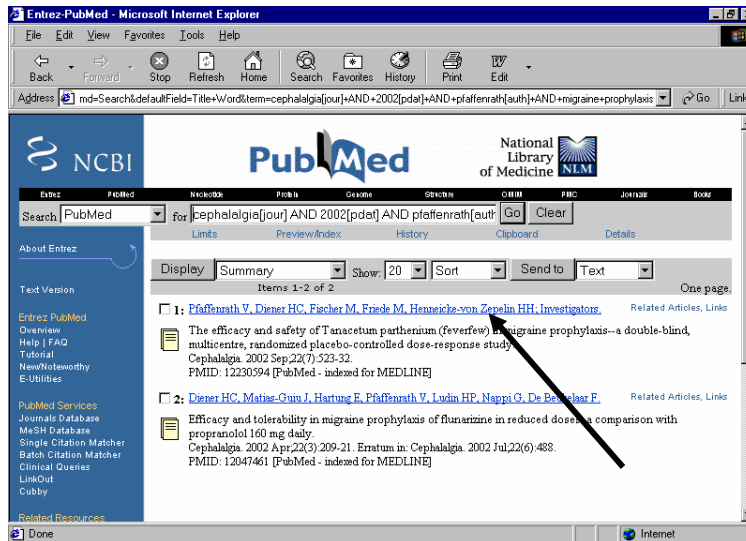 Entrez-PubMed - Microsoft Internet Explorer
File Edit View Favorites Tools Help
Back Forward Stop Refresh Home Search Favorites History Print Edit
Address md=Search&defaultField=Title+Word&term=cephalalgia[jour]+AND+2002[pdat]+AND+pfaffenrath[auth]+AND+migraine+prophylaxis Go Link
NCBI PubMed National Library of Medicine NLM
Entrez PubMed Nucleotide Protein Genome Structure OMIM PMC Journals Books
Search PubMed for cephalalgia[jour] AND 2002[pdat] AND pfaffenrath[auth Go Clear
Limits Preview/Index History Clipboard Details
About Entrez
Display Summary Show: 20 Sort Send to Text
Items 1-2 of 2 One page.
Text Version
1: Pfaffenrath V, Diener HC, Fischer M, Friede M, Henneicke-von Zepelin HH; Investigators. Related Articles, Links
The efficacy and safety of Tanacetum parthenium (feverfew) in migraine prophylaxis--a double-blind,
multicentre, randomized placebo-controlled dose-response study.
Cephalalgia. 2002 Sep;22(7):523-32.
PMID: 12230594 [PubMed - indexed for MEDLINE]
2: Diener HC, Matias-Guiu J, Hartung E, Pfaffenrath V, Ludin HP, Nappi G, De Beukelaar F. Related Articles, Links
Efficacy and tolerability in migraine prophylaxis of flunarizine in reduced doses: a comparison with
propranolol 160 mg daily.
Cephalalgia. 2002 Apr;22(3):209-21. Erratum in: Cephalalgia. 2002 Jul;22(6):488.
PMID: 12047461 [PubMed - indexed for MEDLINE]
Entrez PubMed
Overview
Help | FAQ
Tutorial
New/Noteworthy
E-Utilities
PubMed Services
Journals Database
MeSH Database
Single Citation Matcher
Batch Citation Matcher
Clinical Queries
LinkOut
Cubby
Related Resources
Done Internet